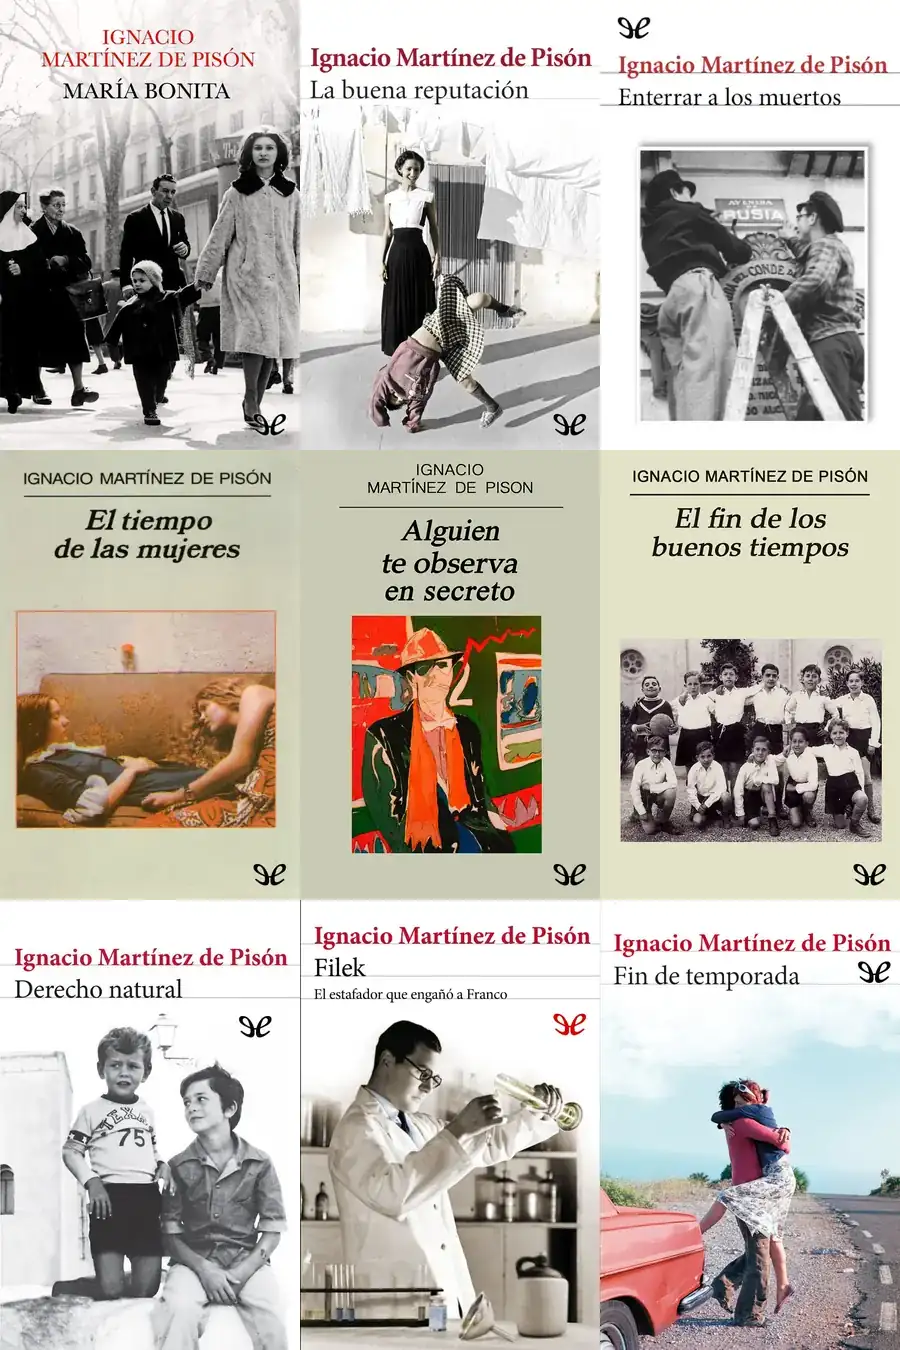 IGNACIO
MARTÍNEZ DE PISÓN
MARÍA BONITA
Ignacio Martínez de Pisón
La buena reputación
Ignacio Martínez de Pisón
Enterrar a los muertos
AVENIDA
RUSIA
CONDE
IGNACIO MARTÍNEZ DE PISÓN
El tiempo
de las mujeres
IGNACIO
MARTÍNEZ DE PISON
Alguien
te observa
en secreto
IGNACIO MARTÍNEZ DE PISÓN
El fin de los
buenos tiempos
Ignacio Martínez de Pisón
Derecho natural
75
Ignacio Martínez de Pisón
Filek
El estafador que engañó a Franco
Ignacio Martínez de Pisón
Fin de temporada